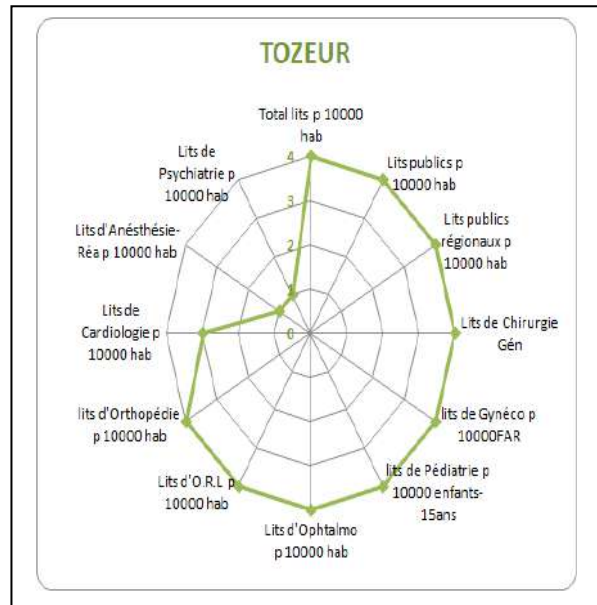 TOZEUR
Total lits p 10000
hab
Lits publics p
10000 hab
Lits publics
régionaux p
10000 hab
Lits de Chirurgie
Gén
lits de Gynéco p
10000FAR
lits de Pédiatrie p
10000 enfants-
15ans
Lits d'Ophtalmo
p 10000 hab
Lits d'O.R.L p
10000 hab
lits d'Orthopédie
p 10000 hab
Lits de
Cardiologie p
10000 hab
Lits d'Anésthésie-
Réa p 10000 hab
Lits de
Psychiatrie p
10000 hab
4
3
2
1
0